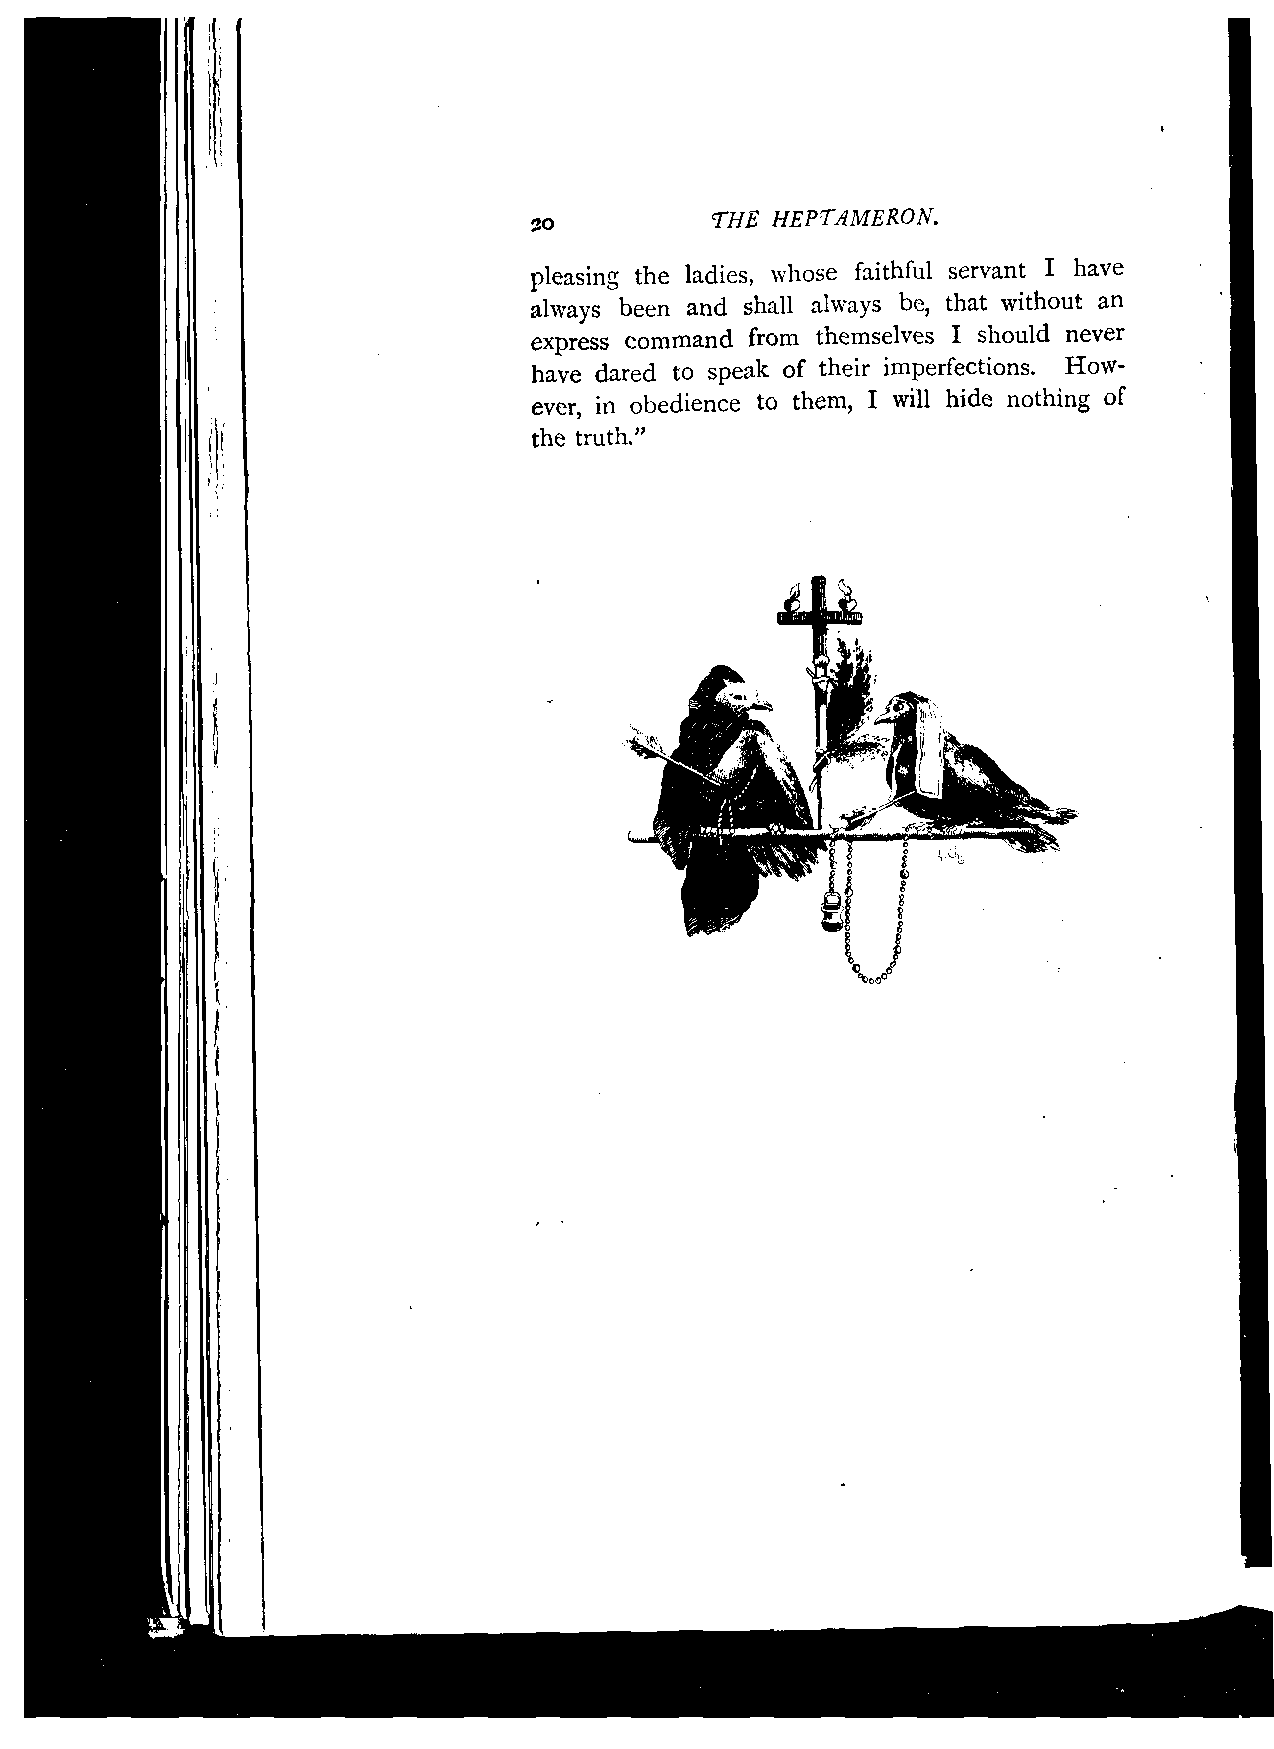 20 THE HEPTAMERON.
pleasing the ladies, whose faithful servant I have
always been and shall always be, that without an
express command from themselves I should never
have dared to speak of their imperfections. How-
ever, in obedience to them, I will hide nothing of
the truth.”